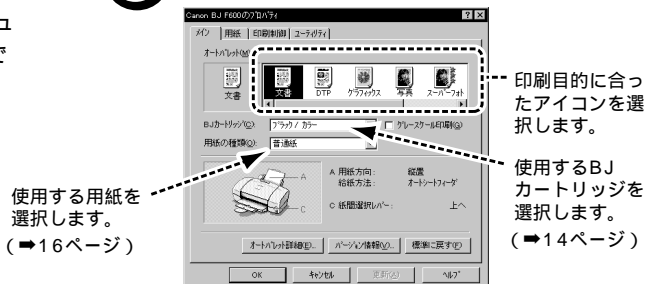 ュ
で
Canon BJ F600のプロパティ
メイン 用紙 印刷制御 ユーティリティ
オートパレット(M)
文書
文書 DTP グラフィックス 写真 スーパーフォト
BJカートリッジ(C): ブラック / カラー グレースケール印刷(G)
用紙の種類(O): 普通紙
A
C
A 用紙方向: 縦置
給紙方法: オートシートフィーダ
C 紙間選択レバー: 上へ
オートパレット詳細(E)... バージョン情報(V)... 標準に戻す(F)
OK キャンセル 更新(A) ヘルプ
印刷目的に合っ
たアイコンを選
択します。
使用するBJ
カートリッジを
選択します。
(➡14ページ)
使用する用紙を
選択します。
(➡16ページ)